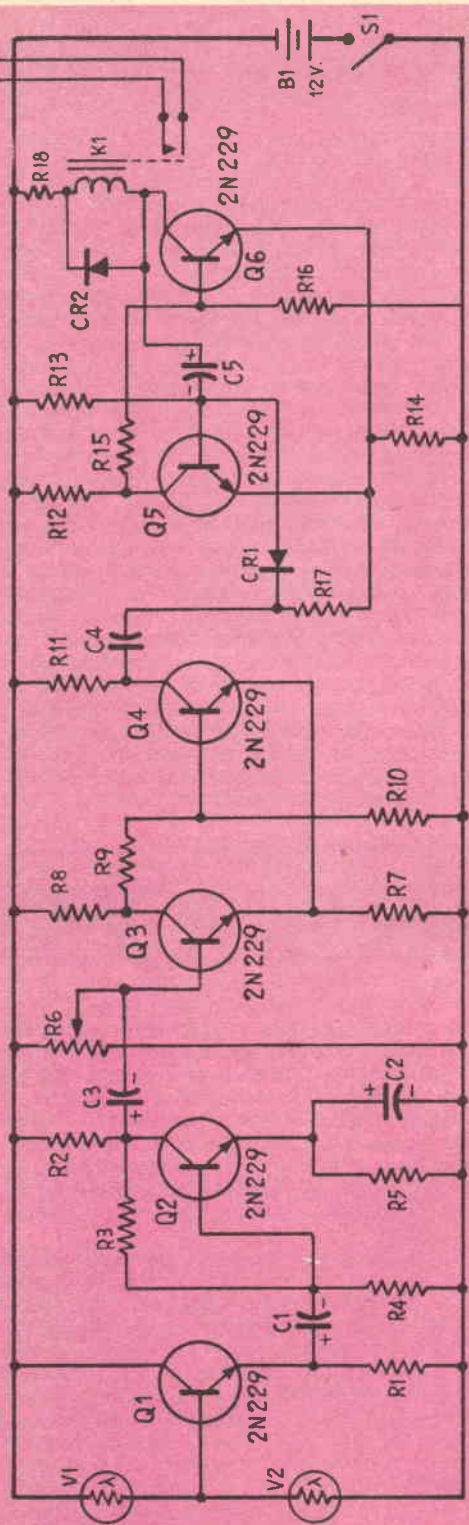 V1
V2
Q1
2N229
C1
+
-
R1
R4
R3
R2
Q2
2N229
C3
+
-
R5
C2
+
-
R6
R8
Q3
2N229
R9
R7
R10
R11
Q4
2N229
C4
CR1
R17
R12
R15
R13
Q5
2N229
C5
-
+
R14
R16
CR2
R18
K1
Q6
2N229
B1
12V.
S1